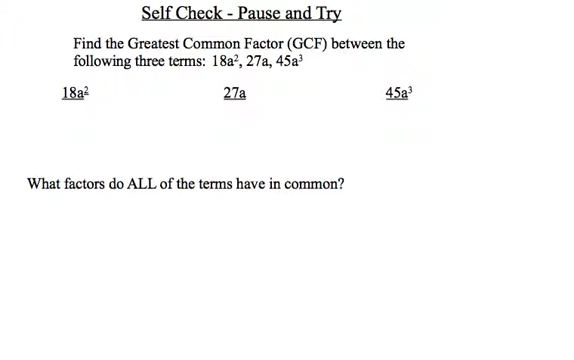 Self Check - Pause and Try
Find the Greatest Common Factor (GCF) between the
following three terms: 18a², 27a, 45a³
18a² 27a 45a³
What factors do ALL of the terms have in common?